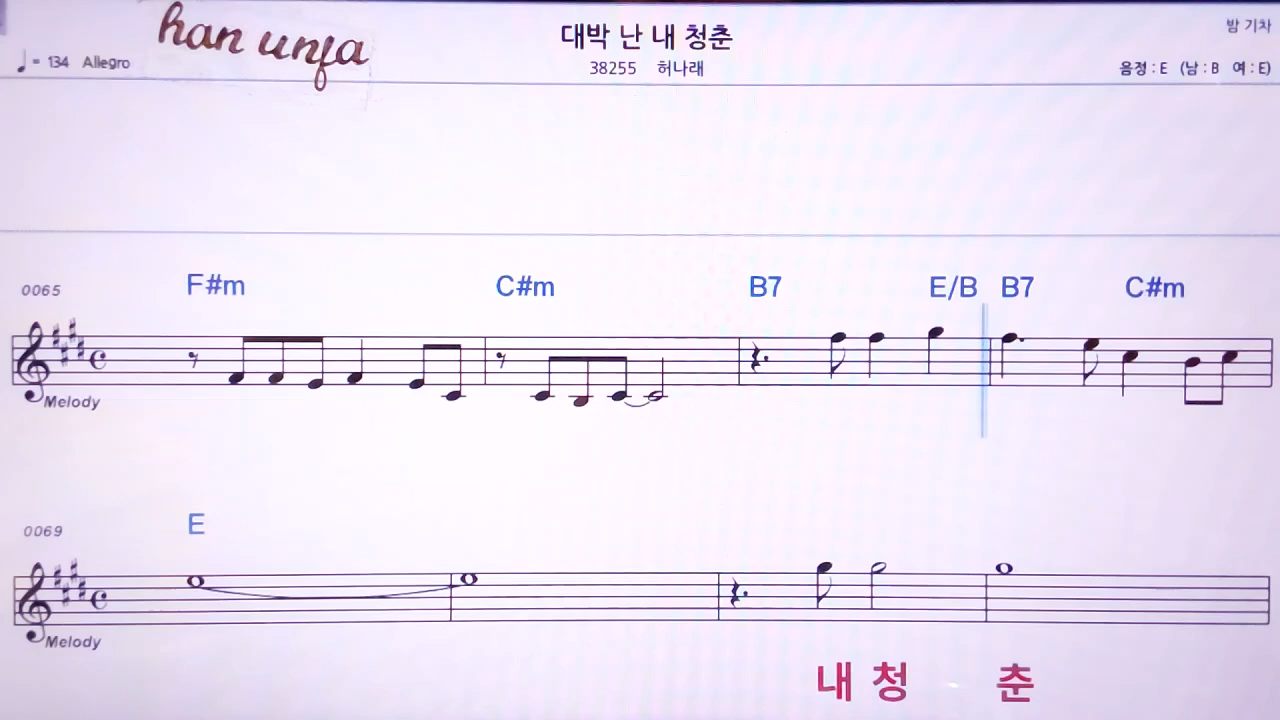 han unja
대박 난 내 청춘
밤 기차
♩= 134 Allegro
38255 허나래
음정 : E (남 : B 여 : E)
0065 F#m C#m B7 E/B B7 C#m
Melody
0069 E
Melody
내 청 춘